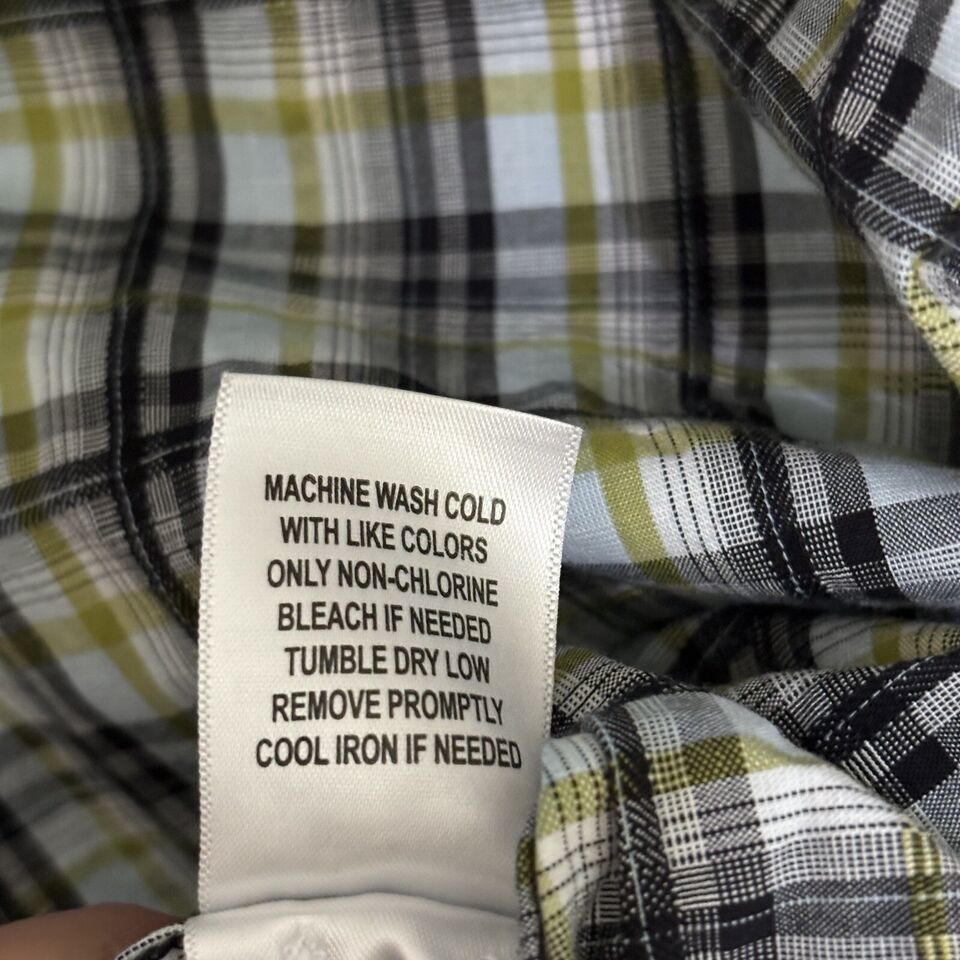 MACHINE WASH COLD
WITH LIKE COLORS
ONLY NON-CHLORINE
BLEACH IF NEEDED
TUMBLE DRY LOW
REMOVE PROMPTLY
COOL IRON IF NEEDED